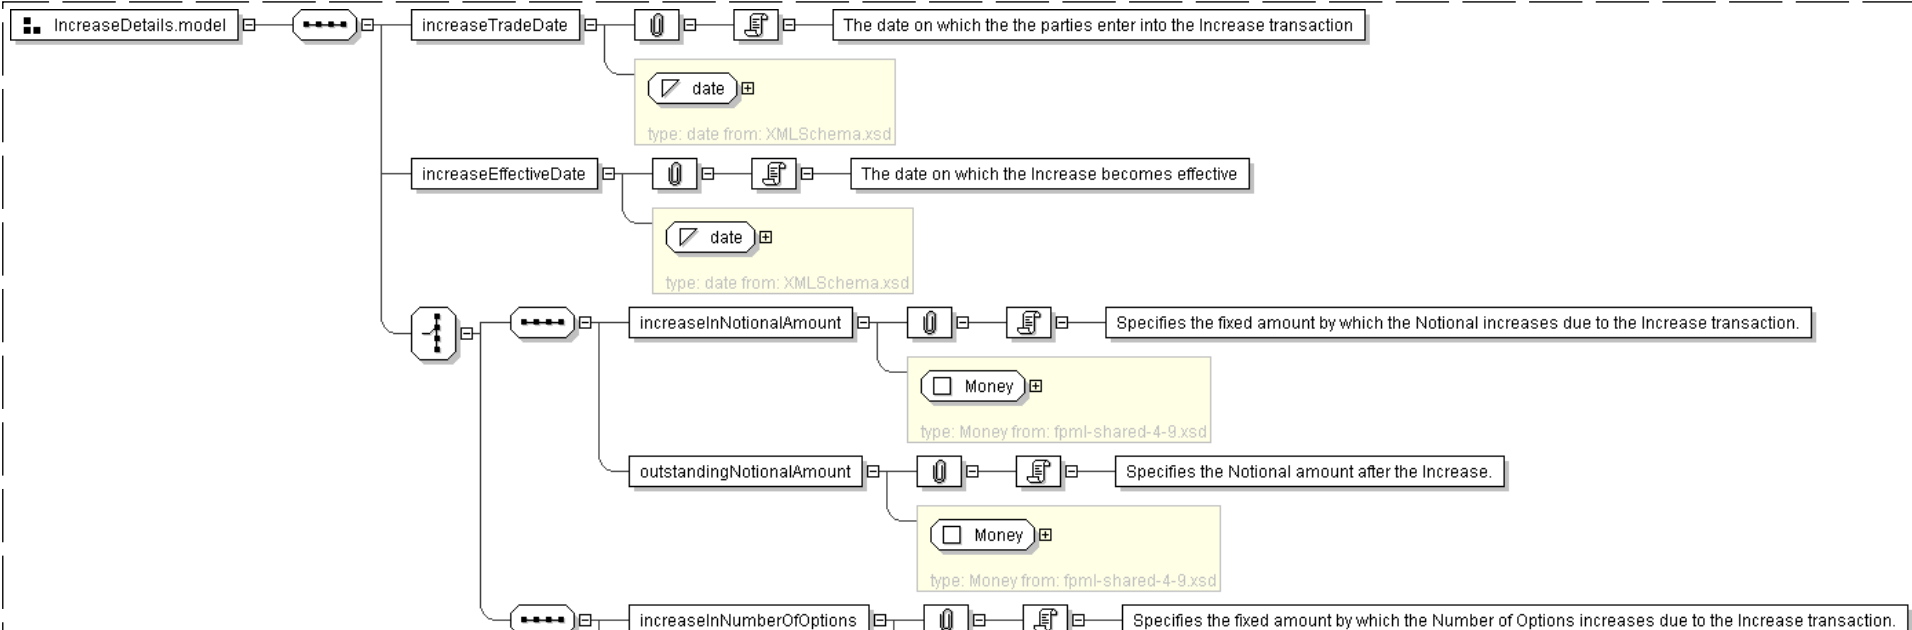 IncreaseDetails.model
increaseTradeDate
The date on which the the parties enter into the Increase transaction
date
type: date from: XMLSchema.xsd
increaseEffectiveDate
The date on which the Increase becomes effective
date
type: date from: XMLSchema.xsd
increaseInNotionalAmount
Specifies the fixed amount by which the Notional increases due to the Increase transaction.
Money
type: Money from: fpml-shared-4-9.xsd
outstandingNotionalAmount
Specifies the Notional amount after the Increase.
Money
type: Money from: fpml-shared-4-9.xsd
increaseInNumberOfOptions
Specifies the fixed amount by which the Number of Options increases due to the Increase transaction.